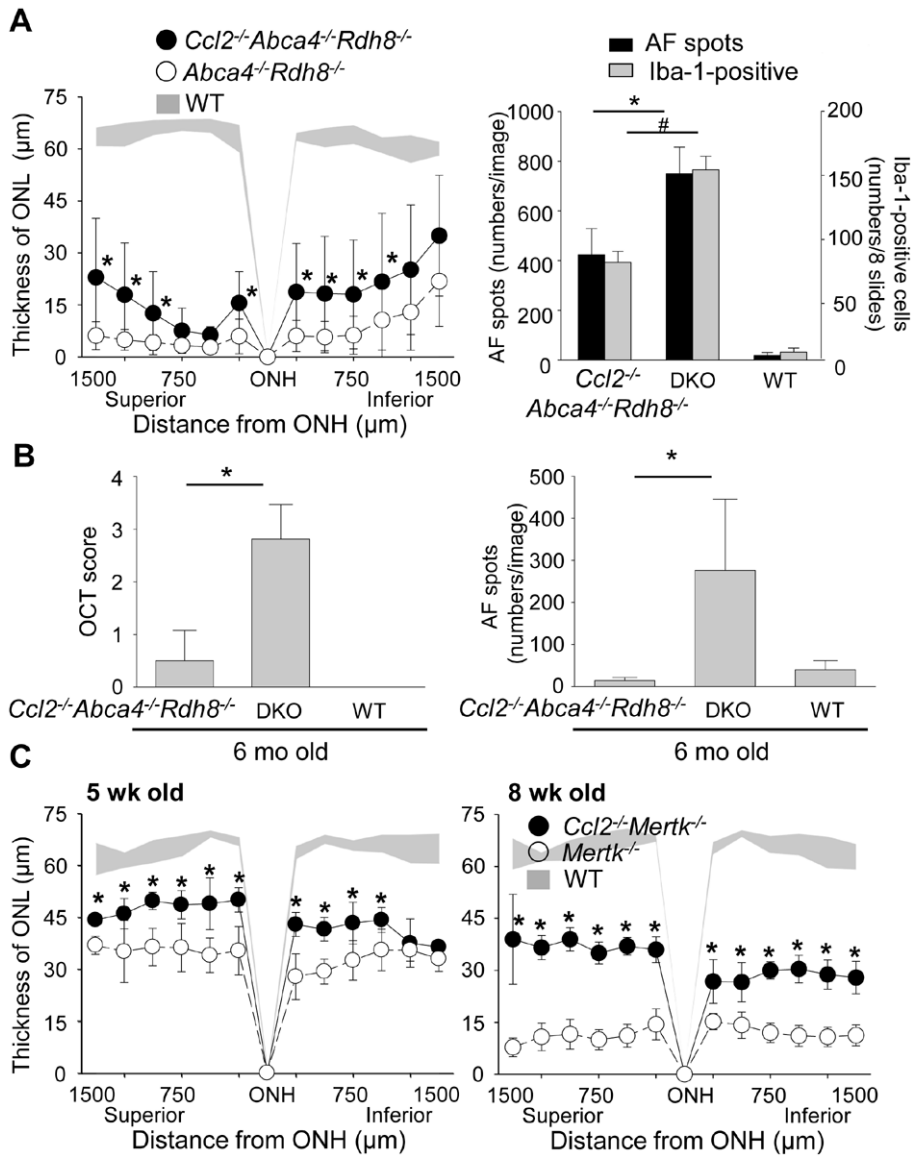 A
Ccl2-/-Abca4-/-Rdh8-/-
Abca4-/-Rdh8-/-
WT
Thickness of ONL (µm)
75
60
45
30
15
0
* * * * * * * *
1500 750 ONH 750 1500
Superior Inferior
Distance from ONH (µm)
AF spots
Iba-1-positive
AF spots (numbers/image)
1000
800
600
400
200
0
*
#
200
150
100
50
0
Iba-1-positive cells
(numbers/8 slides)
Ccl2-/- DKO WT
Abca4-/-Rdh8-/-
B
OCT score
4
3
2
1
0
*
Ccl2-/-Abca4-/-Rdh8-/- DKO WT
6 mo old
AF spots
(numbers/image)
500
400
300
200
100
0
*
Ccl2-/-Abca4-/-Rdh8-/- DKO WT
6 mo old
C
5 wk old
Thickness of ONL (µm)
75
60
45
30
15
0
* * * * * * * * * *
1500 750 ONH 750 1500
Superior Inferior
Distance from ONH (µm)
8 wk old
Ccl2-/-Mertk-/-
Mertk-/-
WT
75
60
45
30
15
0
* * * * * * * * * * * *
1500 750 ONH 750 1500
Superior Inferior
Distance from ONH (µm)